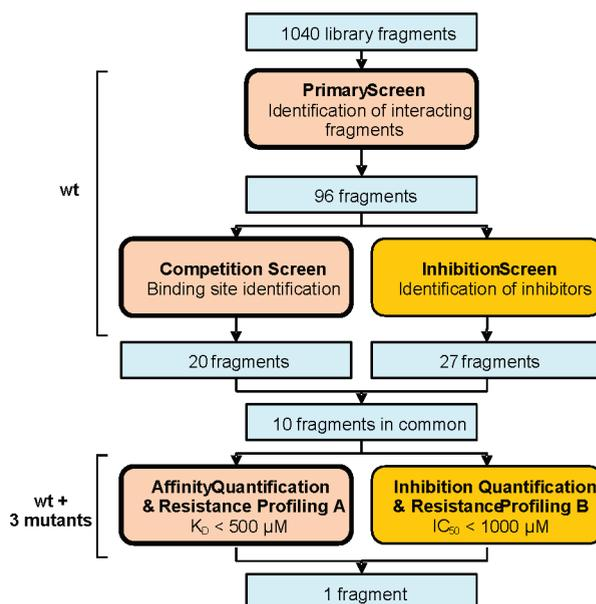 1040 library fragments
PrimaryScreen
Identification of interacting
fragments
wt
96 fragments
Competition Screen
Binding site identification
InhibitionScreen
Identification of inhibitors
20 fragments
27 fragments
10 fragments in common
wt +
3 mutants
AffinityQuantification
& Resistance Profiling A
K_D < 500 µM
Inhibition Quantification
& ResistanceProfiling B
IC₅₀ < 1000 µM
1 fragment